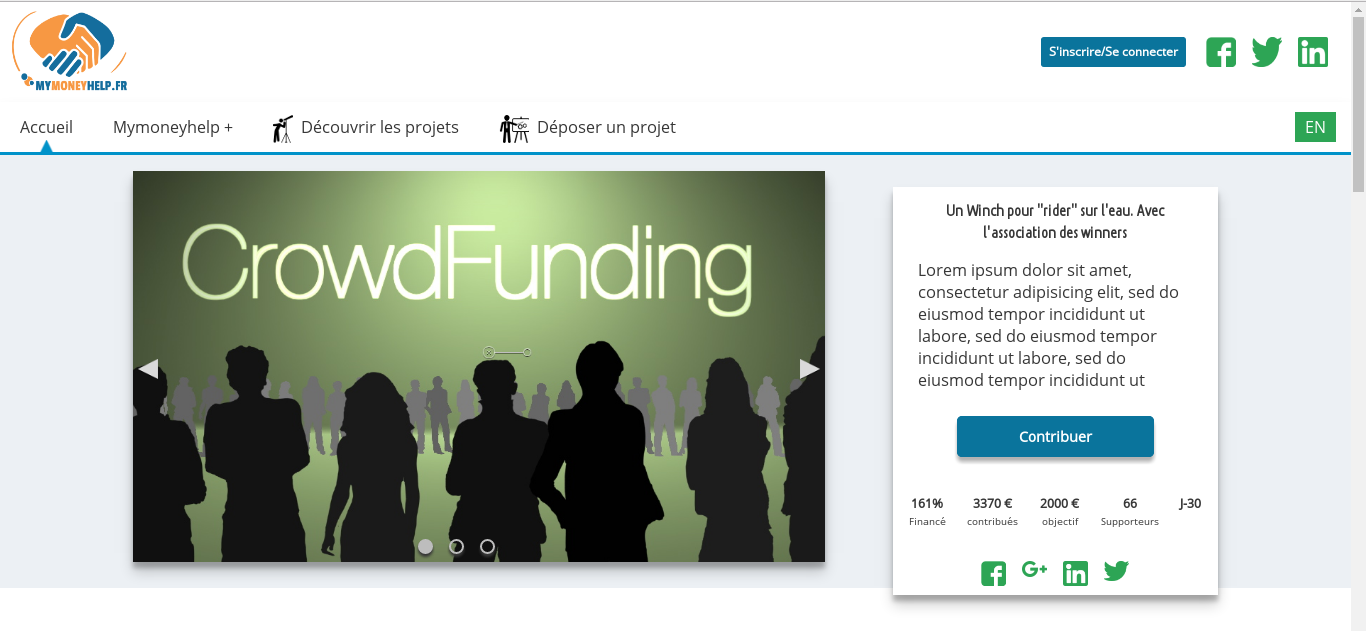 MYMONEYHELP.FR
S'inscrire/Se connecter
Accueil
Mymoneyhelp +
Découvrir les projets
Déposer un projet
EN
CrowdFunding
Un Winch pour "rider" sur l'eau. Avec
l'association des winners
Lorem ipsum dolor sit amet,
consectetur adipisicing elit, sed do
eiusmod tempor incididunt ut
labore, sed do eiusmod tempor
incididunt ut labore, sed do
eiusmod tempor incididunt ut
Contribuer
161% 3370 € 2000 € 66 J-30
Financé contribués objectif Supporteurs